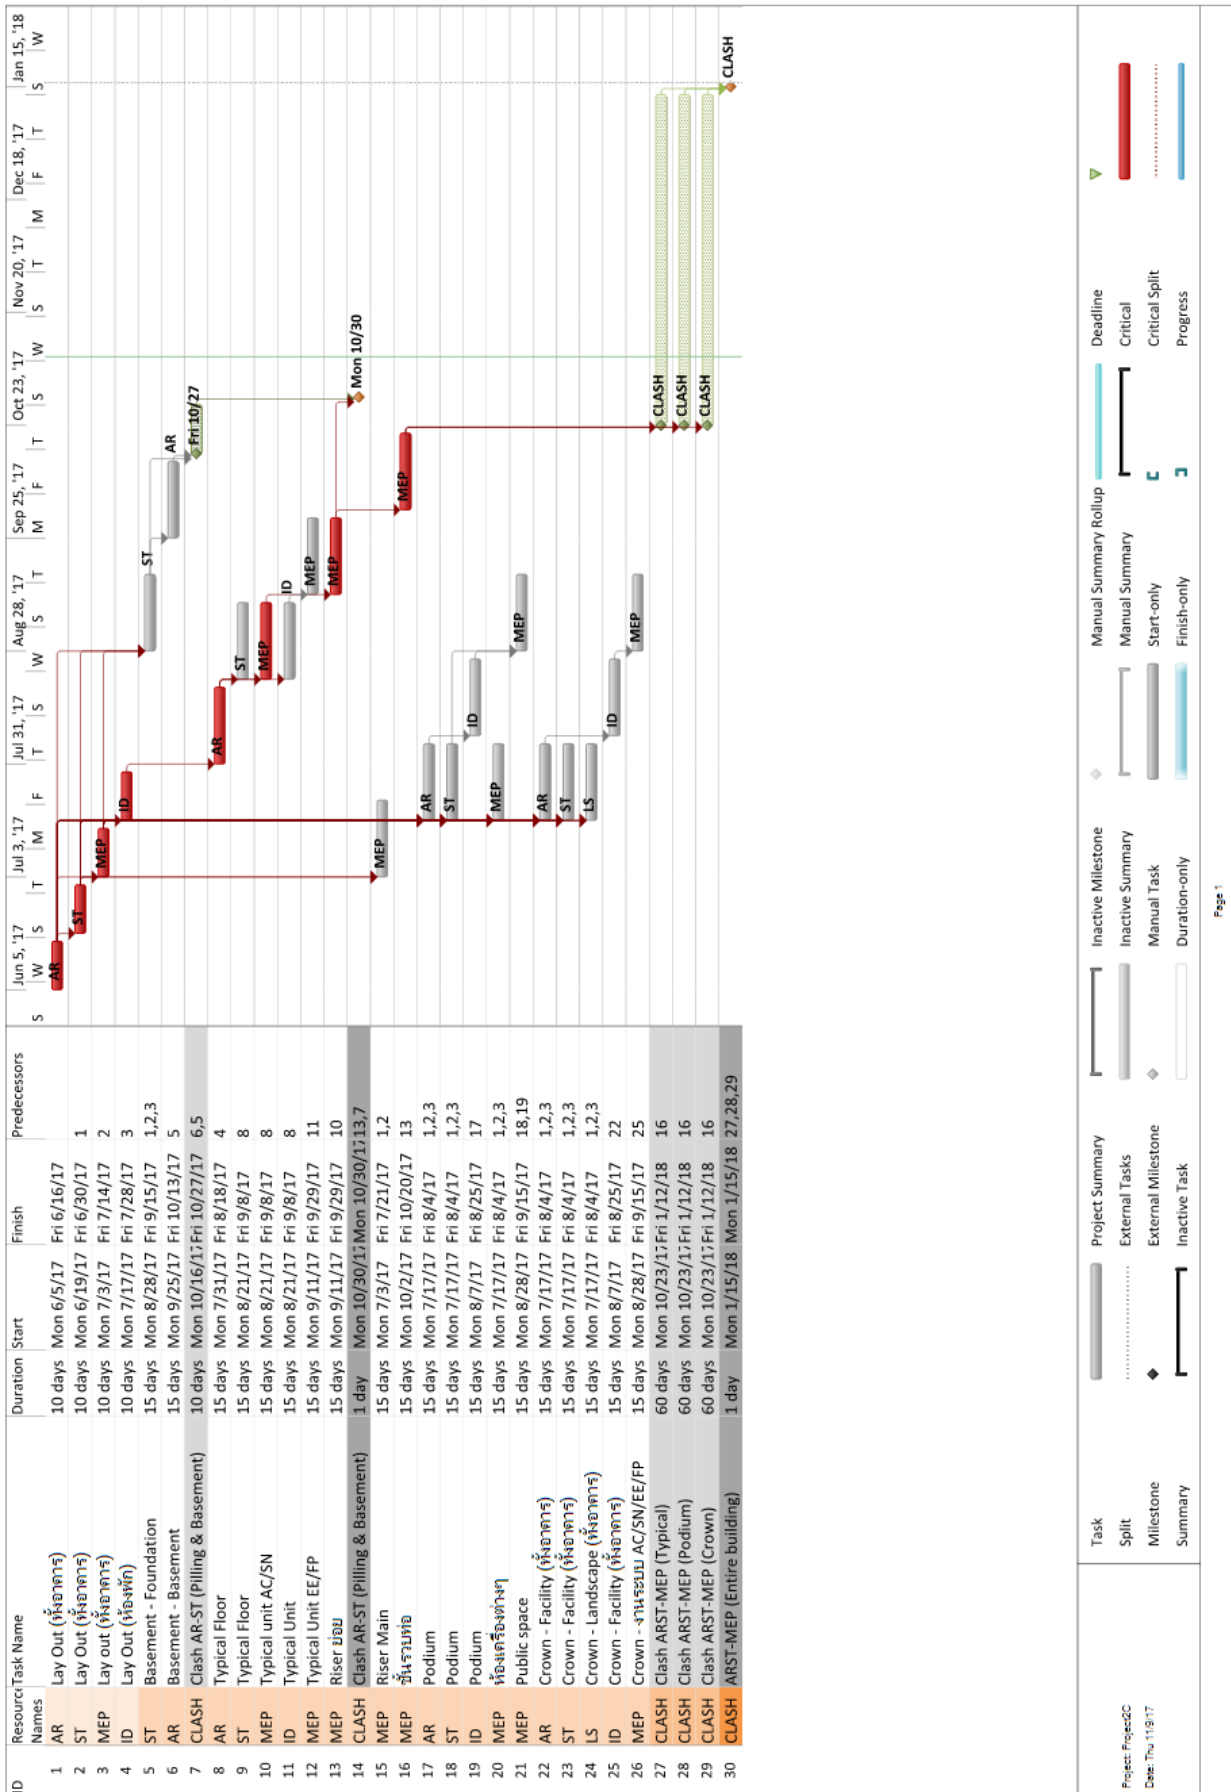 ID Resource Names Task Name Duration Start Finish Predecessors
Jun 5, '17 Jul 3, '17 Jul 31, '17 Aug 28, '17 Sep 25, '17 Oct 23, '17 Nov 20, '17 Dec 18, '17 Jan 15, '18
S W S T M F T S W S T M F T S W S T M F T S W
1 AR Lay Out (ทั้งอาคาร) 10 days Mon 6/5/17 Fri 6/16/17 AR
2 ST Lay Out (ทั้งอาคาร) 10 days Mon 6/19/17 Fri 6/30/17 1 ST
3 MEP Lay out (ทั้งอาคาร) 10 days Mon 7/3/17 Fri 7/14/17 2 MEP
4 ID Lay Out (ห้องพัก) 10 days Mon 7/17/17 Fri 7/28/17 3 ID
5 ST Basement - Foundation 15 days Mon 8/28/17 Fri 9/15/17 1,2,3 ST
6 AR Basement - Basement 15 days Mon 9/25/17 Fri 10/13/17 5 AR
7 CLASH Clash AR-ST (Pilling & Basement) 10 days Mon 10/16/17 Fri 10/27/17 6,5 Fri 10/27
8 AR Typical Floor 15 days Mon 7/31/17 Fri 8/18/17 4 AR
9 ST Typical Floor 15 days Mon 8/21/17 Fri 9/8/17 8 ST
10 MEP Typical unit AC/SN 15 days Mon 8/21/17 Fri 9/8/17 8 MEP
11 ID Typical Unit 15 days Mon 8/21/17 Fri 9/8/17 8 ID
12 MEP Typical Unit EE/FP 15 days Mon 9/11/17 Fri 9/29/17 11 MEP
13 MEP Riser ย่อย 15 days Mon 9/11/17 Fri 9/29/17 10 MEP
14 CLASH Clash AR-ST (Pilling & Basement) 1 day Mon 10/30/17 Mon 10/30/17 13,7 Mon 10/30
15 MEP Riser Main 15 days Mon 7/3/17 Fri 7/21/17 1,2 MEP
16 MEP ชั้นรวมท่อ 15 days Mon 10/2/17 Fri 10/20/17 13 MEP
17 AR Podium 15 days Mon 7/17/17 Fri 8/4/17 1,2,3 AR
18 ST Podium 15 days Mon 7/17/17 Fri 8/4/17 1,2,3 ST
19 ID Podium 15 days Mon 8/7/17 Fri 8/25/17 17 ID
20 MEP ห้องเครื่องต่างๆ 15 days Mon 7/17/17 Fri 8/4/17 1,2,3 MEP
21 MEP Public space 15 days Mon 8/28/17 Fri 9/15/17 18,19 MEP
22 AR Crown - Facility (ทั้งอาคาร) 15 days Mon 7/17/17 Fri 8/4/17 1,2,3 AR
23 ST Crown - Facility (ทั้งอาคาร) 15 days Mon 7/17/17 Fri 8/4/17 1,2,3 ST
24 LS Crown - Landscape (ทั้งอาคาร) 15 days Mon 7/17/17 Fri 8/4/17 1,2,3 LS
25 ID Crown - Facility (ทั้งอาคาร) 15 days Mon 8/7/17 Fri 8/25/17 22 ID
26 MEP Crown - งานระบบ AC/SN/EE/FP 15 days Mon 8/28/17 Fri 9/15/17 25 MEP
27 CLASH Clash ARST-MEP (Typical) 60 days Mon 10/23/17 Fri 1/12/18 16 CLASH
28 CLASH Clash ARST-MEP (Podium) 60 days Mon 10/23/17 Fri 1/12/18 16 CLASH
29 CLASH Clash ARST-MEP (Crown) 60 days Mon 10/23/17 Fri 1/12/18 16 CLASH
30 CLASH ARST-MEP (Entire building) 1 day Mon 1/15/18 Mon 1/15/18 27,28,29 CLASH
Project: Project2C
Date: Thu 11/9/17
Task Project Summary Inactive Milestone Manual Summary Rollup Deadline
Split External Tasks Inactive Summary Manual Summary Critical
Milestone External Milestone Manual Task Start-only Critical Split
Summary Inactive Task Duration-only Finish-only Progress
Page 1